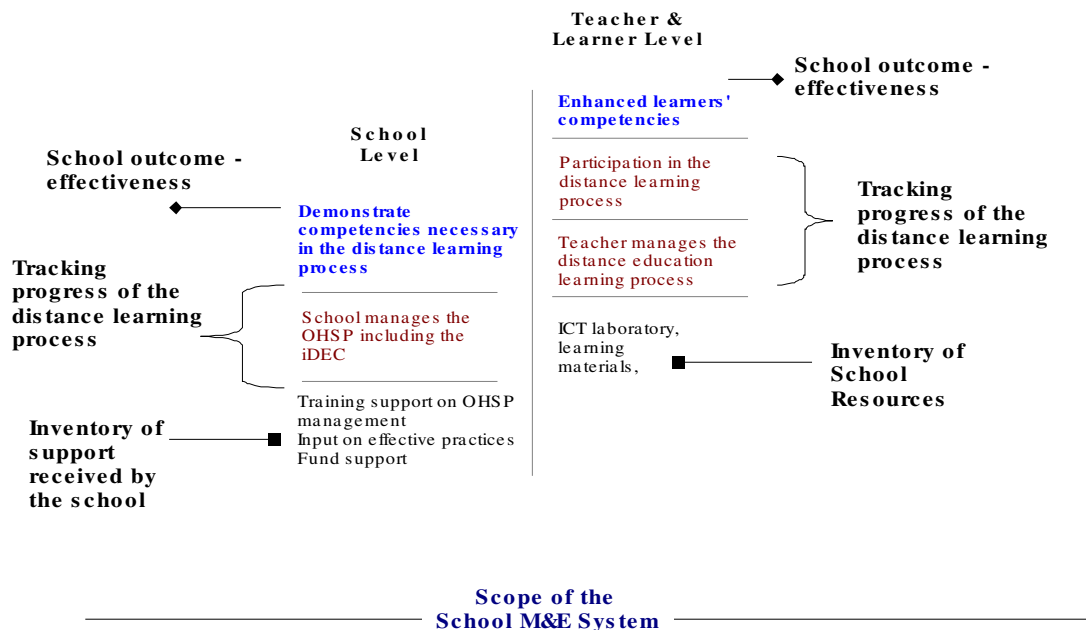 Teacher &
Learner Level
School outcome -
effectiveness
Enhanced learners'
competencies
School
Level
School outcome -
effectiveness
Participation in the
distance learning
process
Tracking
progress of the
distance learning
process
Demonstrate
competencies necessary
in the distance learning
process
Teacher manages the
distance education
learning process
Tracking
progress of the
distance learning
process
School manages the
OHSP including the
iDEC
ICT laboratory,
learning
materials,
Inventory of
School
Resources
Training support on OHSP
management
Input on effective practices
Fund support
Inventory of
support
received by
the school
Scope of the
School M&E System